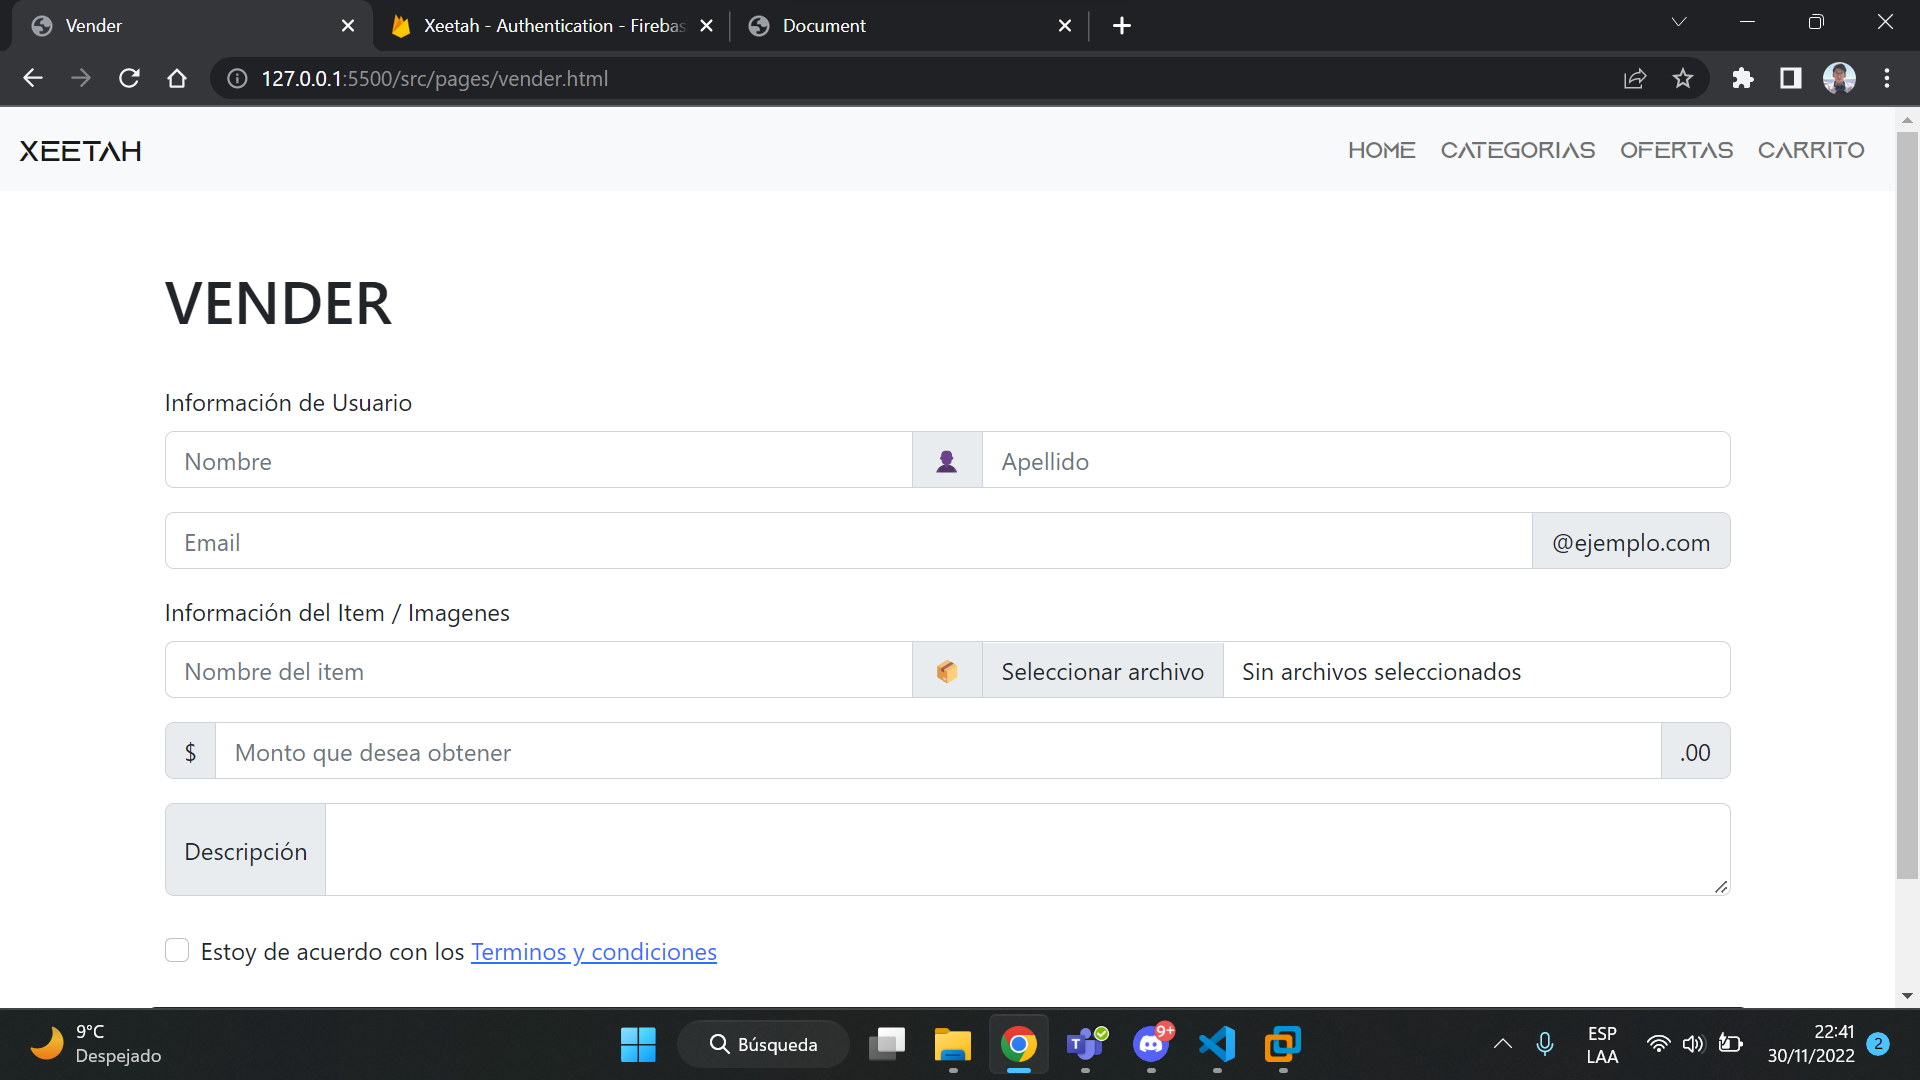 Vender
Xeetah - Authentication - Firebas
Document
127.0.0.1:5500/src/pages/vender.html
XEETAH
HOME CATEGORIAS OFERTAS CARRITO
VENDER
Información de Usuario
Nombre
Apellido
Email
@ejemplo.com
Información del Item / Imagenes
Nombre del item
Seleccionar archivo
Sin archivos seleccionados
$
Monto que desea obtener
.00
Descripción
Estoy de acuerdo con los Terminos y condiciones
9°C
Despejado
Búsqueda
9+
ESP
LAA
22:41
30/11/2022
2